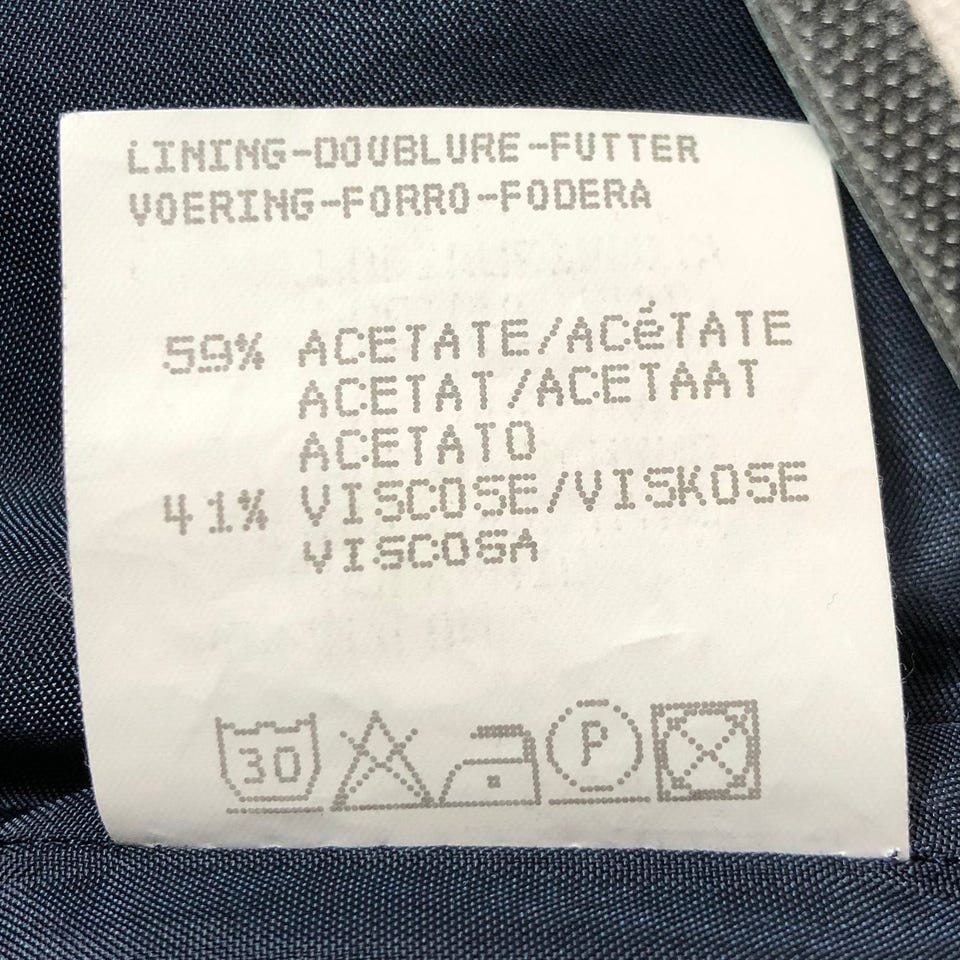 LINING-DOUBLURE-FUTTER
VOERING-FORRO-FODERA
59% ACETATE/ACéTATE
ACETAT/ACETAAT
ACETATO
41% VISCOSE/VISKOSE
VISCOSA
30 P